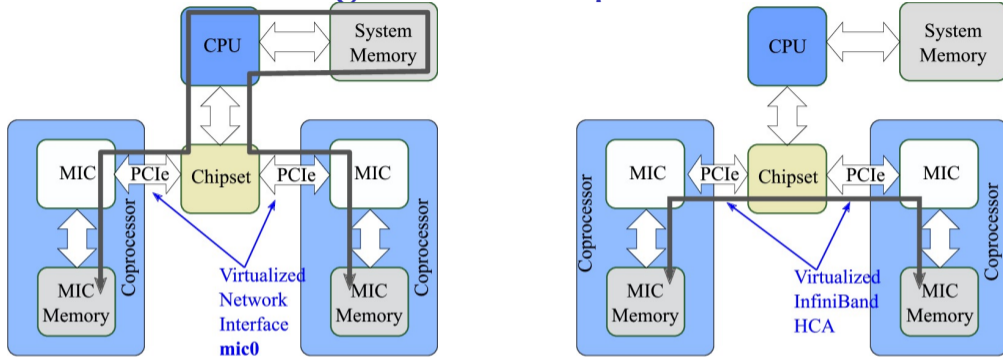 CPU
System
Memory
MIC
PCIe
Chipset
PCIe
MIC
Coprocessor
Coprocessor
MIC
Memory
MIC
Memory
Virtualized
Network
Interface
mic0
CPU
System
Memory
MIC
PCIe
Chipset
PCIe
MIC
Coprocessor
Coprocessor
MIC
Memory
MIC
Memory
Virtualized
InfiniBand
HCA